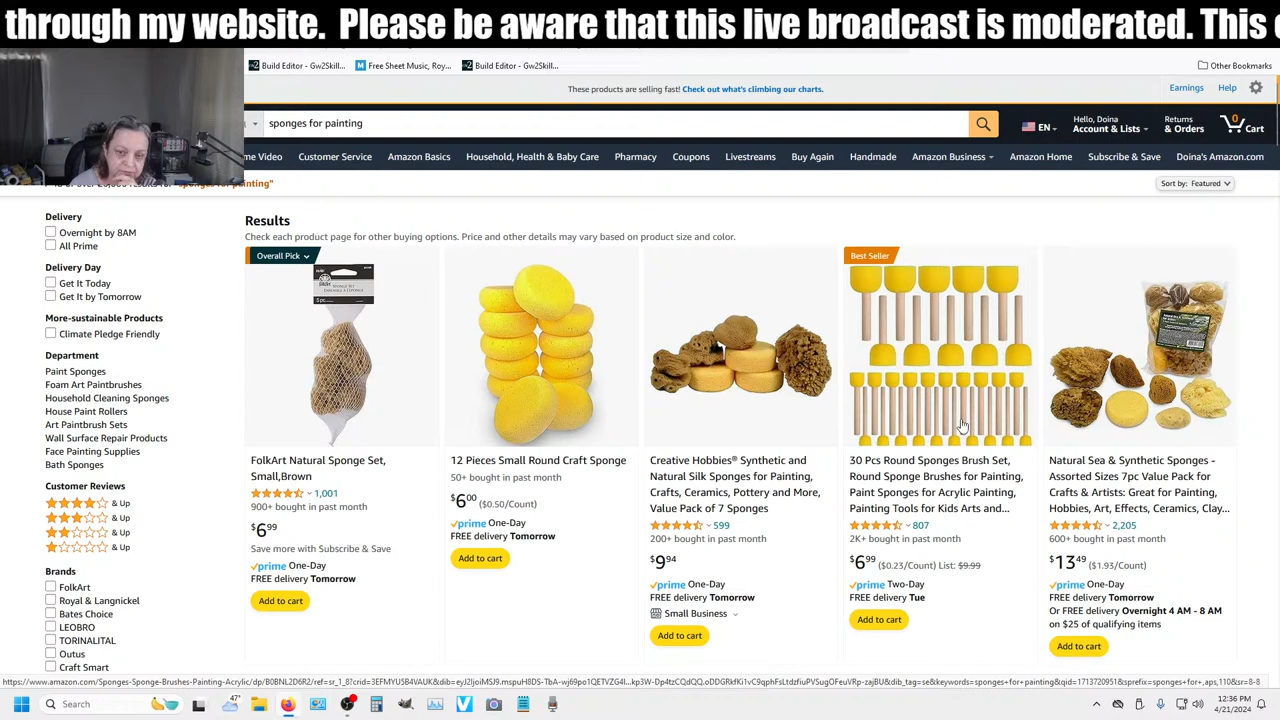 through my website. Please be aware that this live broadcast is moderated. This
Build Editor - Gw2Skill...
Free Sheet Music, Roy...
Build Editor - Gw2Skill...
Other Bookmarks
These products are selling fast! Check out what's climbing our charts.
Earnings
Help
sponges for painting
EN
Hello, Doina
Account & Lists
Returns
& Orders
0
Cart
me Video
Customer Service
Amazon Basics
Household, Health & Baby Care
Pharmacy
Coupons
Livestreams
Buy Again
Handmade
Amazon Business
Amazon Home
Subscribe & Save
Doina's Amazon.com
Sort by: Featured
Delivery
Overnight by 8AM
All Prime
Delivery Day
Get It Today
Get It by Tomorrow
More-sustainable Products
Climate Pledge Friendly
Department
Paint Sponges
Foam Art Paintbrushes
Household Cleaning Sponges
House Paint Rollers
Art Paintbrush Sets
Wall Surface Repair Products
Face Painting Supplies
Bath Sponges
Customer Reviews
& Up
& Up
& Up
& Up
Brands
FolkArt
Royal & Langnickel
Bates Choice
LEOBRO
TORINALITAL
Outus
Craft Smart
Results
Check each product page for other buying options. Price and other details may vary based on product size and color.
Overall Pick
FolkArt Natural Sponge Set,
Small,Brown
1,001
900+ bought in past month
$6 99
Save more with Subscribe & Save
prime One-Day
FREE delivery Tomorrow
Add to cart
12 Pieces Small Round Craft Sponge
50+ bought in past month
$6 00 ($0.50/Count)
prime One-Day
FREE delivery Tomorrow
Add to cart
Creative Hobbies® Synthetic and
Natural Silk Sponges for Painting,
Crafts, Ceramics, Pottery and More,
Value Pack of 7 Sponges
599
200+ bought in past month
$9 94
prime One-Day
FREE delivery Tomorrow
Small Business
Add to cart
Best Seller
30 Pcs Round Sponges Brush Set,
Round Sponge Brushes for Painting,
Paint Sponges for Acrylic Painting,
Painting Tools for Kids Arts and...
807
2K+ bought in past month
$6 99 ($0.23/Count) List: $9.99
prime Two-Day
FREE delivery Tue
Add to cart
Natural Sea & Synthetic Sponges -
Assorted Sizes 7pc Value Pack for
Crafts & Artists: Great for Painting,
Hobbies, Art, Effects, Ceramics, Clay...
2,205
600+ bought in past month
$13 49 ($1.93/Count)
prime One-Day
FREE delivery Tomorrow
Or FREE delivery Overnight 4 AM - 8 AM
on $25 of qualifying items
Add to cart
Search
47°
12:36 PM
4/21/2024